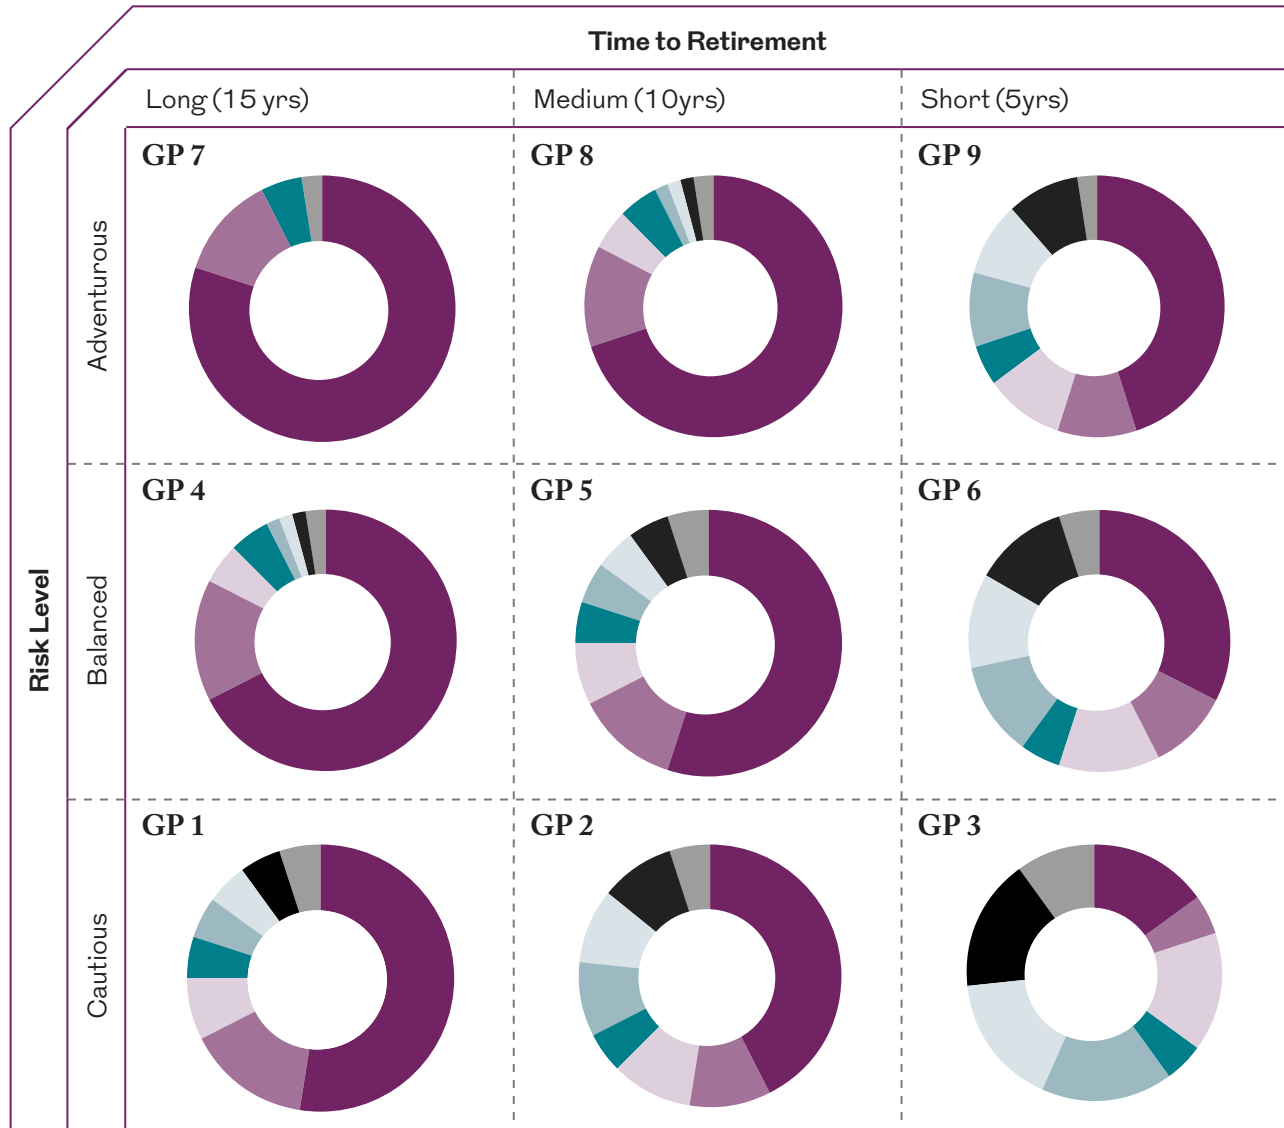 Time to Retirement
Long (15 yrs)
Medium (10yrs)
Short (5yrs)
Risk Level
Adventurous
GP 7
GP 8
GP 9
Balanced
GP 4
GP 5
GP 6
Cautious
GP 1
GP 2
GP 3